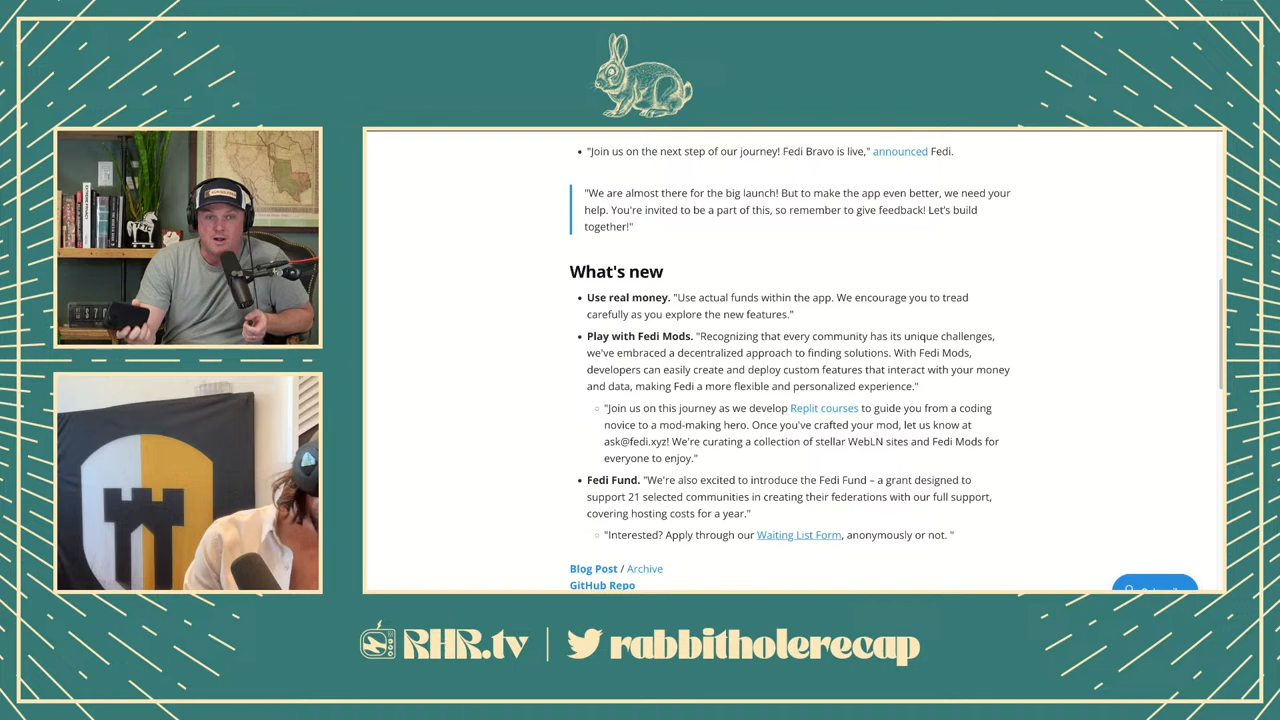 • "Join us on the next step of our journey! Fedi Bravo is live," announced Fedi.
"We are almost there for the big launch! But to make the app even better, we need your
help. You're invited to be a part of this, so remember to give feedback! Let's build
together!"
What's new
• Use real money. "Use actual funds within the app. We encourage you to tread
carefully as you explore the new features."
• Play with Fedi Mods. "Recognizing that every community has its unique challenges,
we've embraced a decentralized approach to finding solutions. With Fedi Mods,
developers can easily create and deploy custom features that interact with your money
and data, making Fedi a more flexible and personalized experience."
◦ "Join us on this journey as we develop Replit courses to guide you from a coding
novice to a mod-making hero. Once you've crafted your mod, let us know at
ask@fedi.xyz! We're curating a collection of stellar WebLN sites and Fedi Mods for
everyone to enjoy."
• Fedi Fund. "We're also excited to introduce the Fedi Fund – a grant designed to
support 21 selected communities in creating their federations with our full support,
covering hosting costs for a year."
◦ "Interested? Apply through our Waiting List Form, anonymously or not. "
Blog Post / Archive
GitHub Repo
RHR.tv | rabbitholerecap